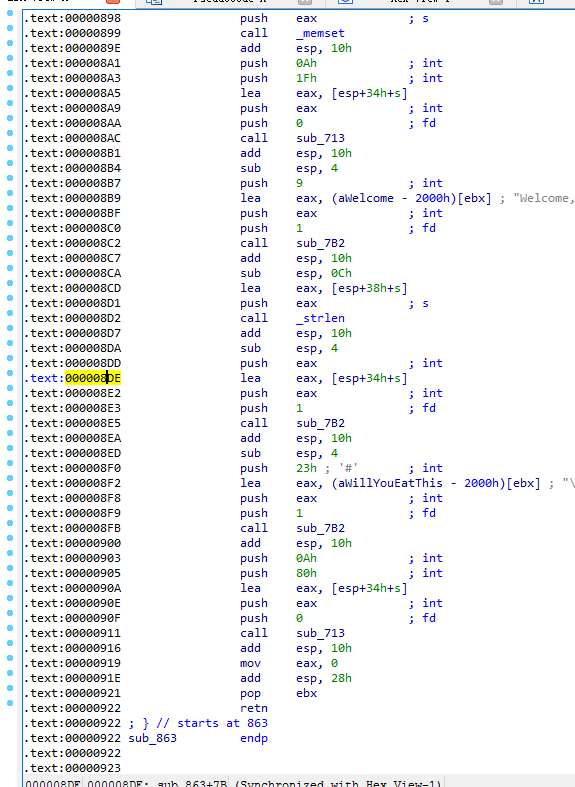 .text:00000898 push eax ; s
.text:00000899 call _memset
.text:0000089E add esp, 10h
.text:000008A1 push 0Ah ; int
.text:000008A3 push 1Fh ; int
.text:000008A5 lea eax, [esp+34h+s]
.text:000008A9 push eax ; int
.text:000008AA push 0 ; fd
.text:000008AC call sub_713
.text:000008B1 add esp, 10h
.text:000008B4 sub esp, 4
.text:000008B7 push 9 ; int
.text:000008B9 lea eax, (aWelcome - 2000h)[ebx] ; "Welcome,
.text:000008BF push eax ; int
.text:000008C0 push 1 ; fd
.text:000008C2 call sub_7B2
.text:000008C7 add esp, 10h
.text:000008CA sub esp, 0Ch
.text:000008CD lea eax, [esp+38h+s]
.text:000008D1 push eax ; s
.text:000008D2 call _strlen
.text:000008D7 add esp, 10h
.text:000008DA sub esp, 4
.text:000008DD push eax ; int
.text:000008DE lea eax, [esp+34h+s]
.text:000008E2 push eax ; int
.text:000008E3 push 1 ; fd
.text:000008E5 call sub_7B2
.text:000008EA add esp, 10h
.text:000008ED sub esp, 4
.text:000008F0 push 23h ; '#' ; int
.text:000008F2 lea eax, (aWillYouEatThis - 2000h)[ebx] ; "\
.text:000008F8 push eax ; int
.text:000008F9 push 1 ; fd
.text:000008FB call sub_7B2
.text:00000900 add esp, 10h
.text:00000903 push 0Ah ; int
.text:00000905 push 80h ; int
.text:0000090A lea eax, [esp+34h+s]
.text:0000090E push eax ; int
.text:0000090F push 0 ; fd
.text:00000911 call sub_713
.text:00000916 add esp, 10h
.text:00000919 mov eax, 0
.text:0000091E add esp, 28h
.text:00000921 pop ebx
.text:00000922 retn
.text:00000922 ; } // starts at 863
.text:00000922 sub_863 endp
.text:00000922
.text:00000923
000008DE 000008DE: sub_863+7B (Synchronized with Hex View-1)